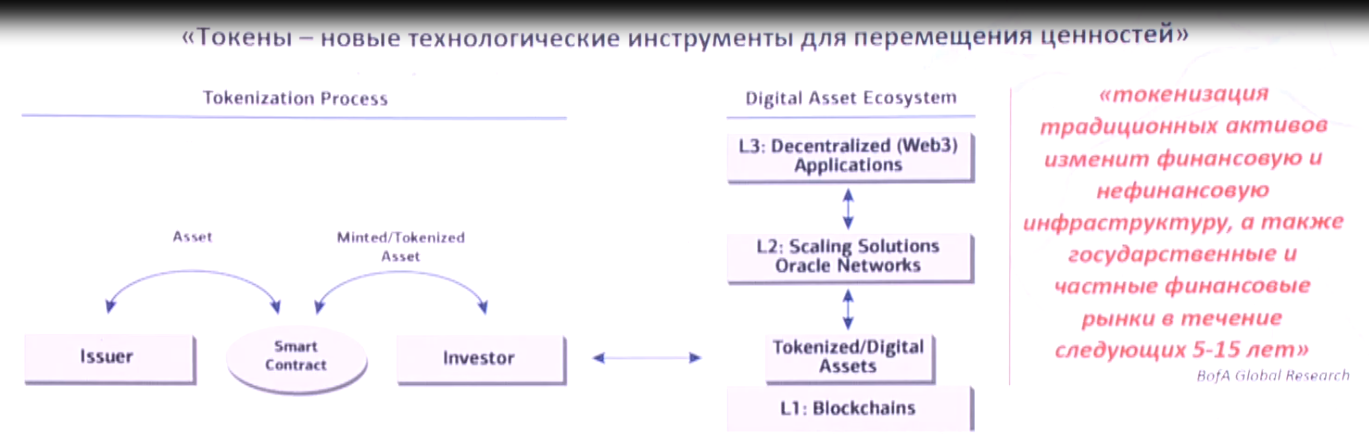 «Токены – новые технологические инструменты для перемещения ценностей»
Tokenization Process
Asset
Minted/Tokenized
Asset
Issuer
Smart
Contract
Investor
Digital Asset Ecosystem
L3: Decentralized (Web3)
Applications
L2: Scaling Solutions
Oracle Networks
Tokenized/Digital
Assets
L1: Blockchains
«токенизация
традиционных активов
изменит финансовую и
нефинансовую
инфраструктуру, а также
государственные и
частные финансовые
рынки в течение
следующих 5-15 лет»
BofA Global Research